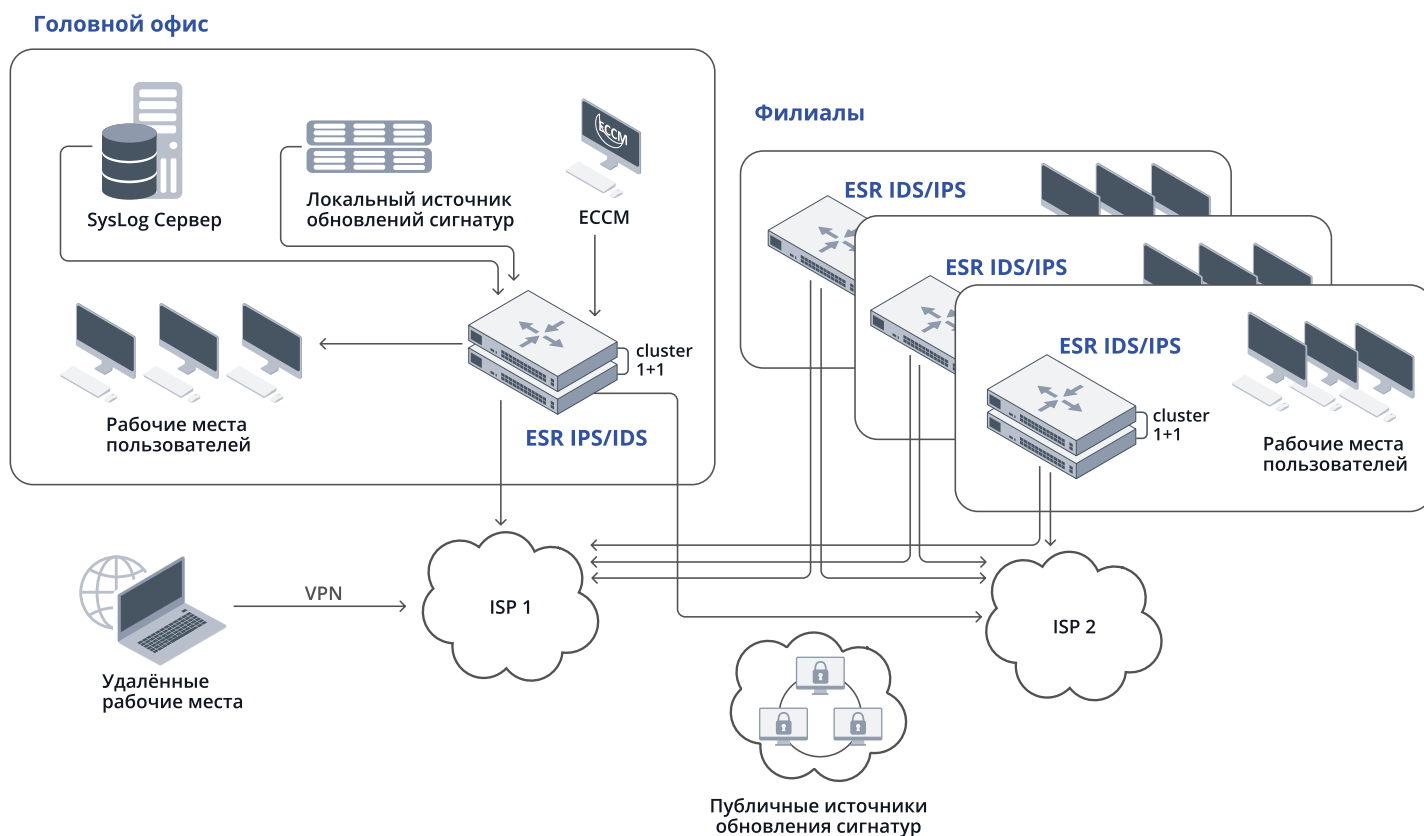 Головной офис
ECCM
SysLog Сервер
Локальный источник
обновлений сигнатур
ECCM
cluster
1+1
Рабочие места
пользователей
ESR IPS/IDS
Филиалы
ESR IDS/IPS
ESR IDS/IPS
ESR IDS/IPS
cluster
1+1
Рабочие места
пользователей
VPN
ISP 1
ISP 2
Удалённые
рабочие места
Публичные источники
обновления сигнатур